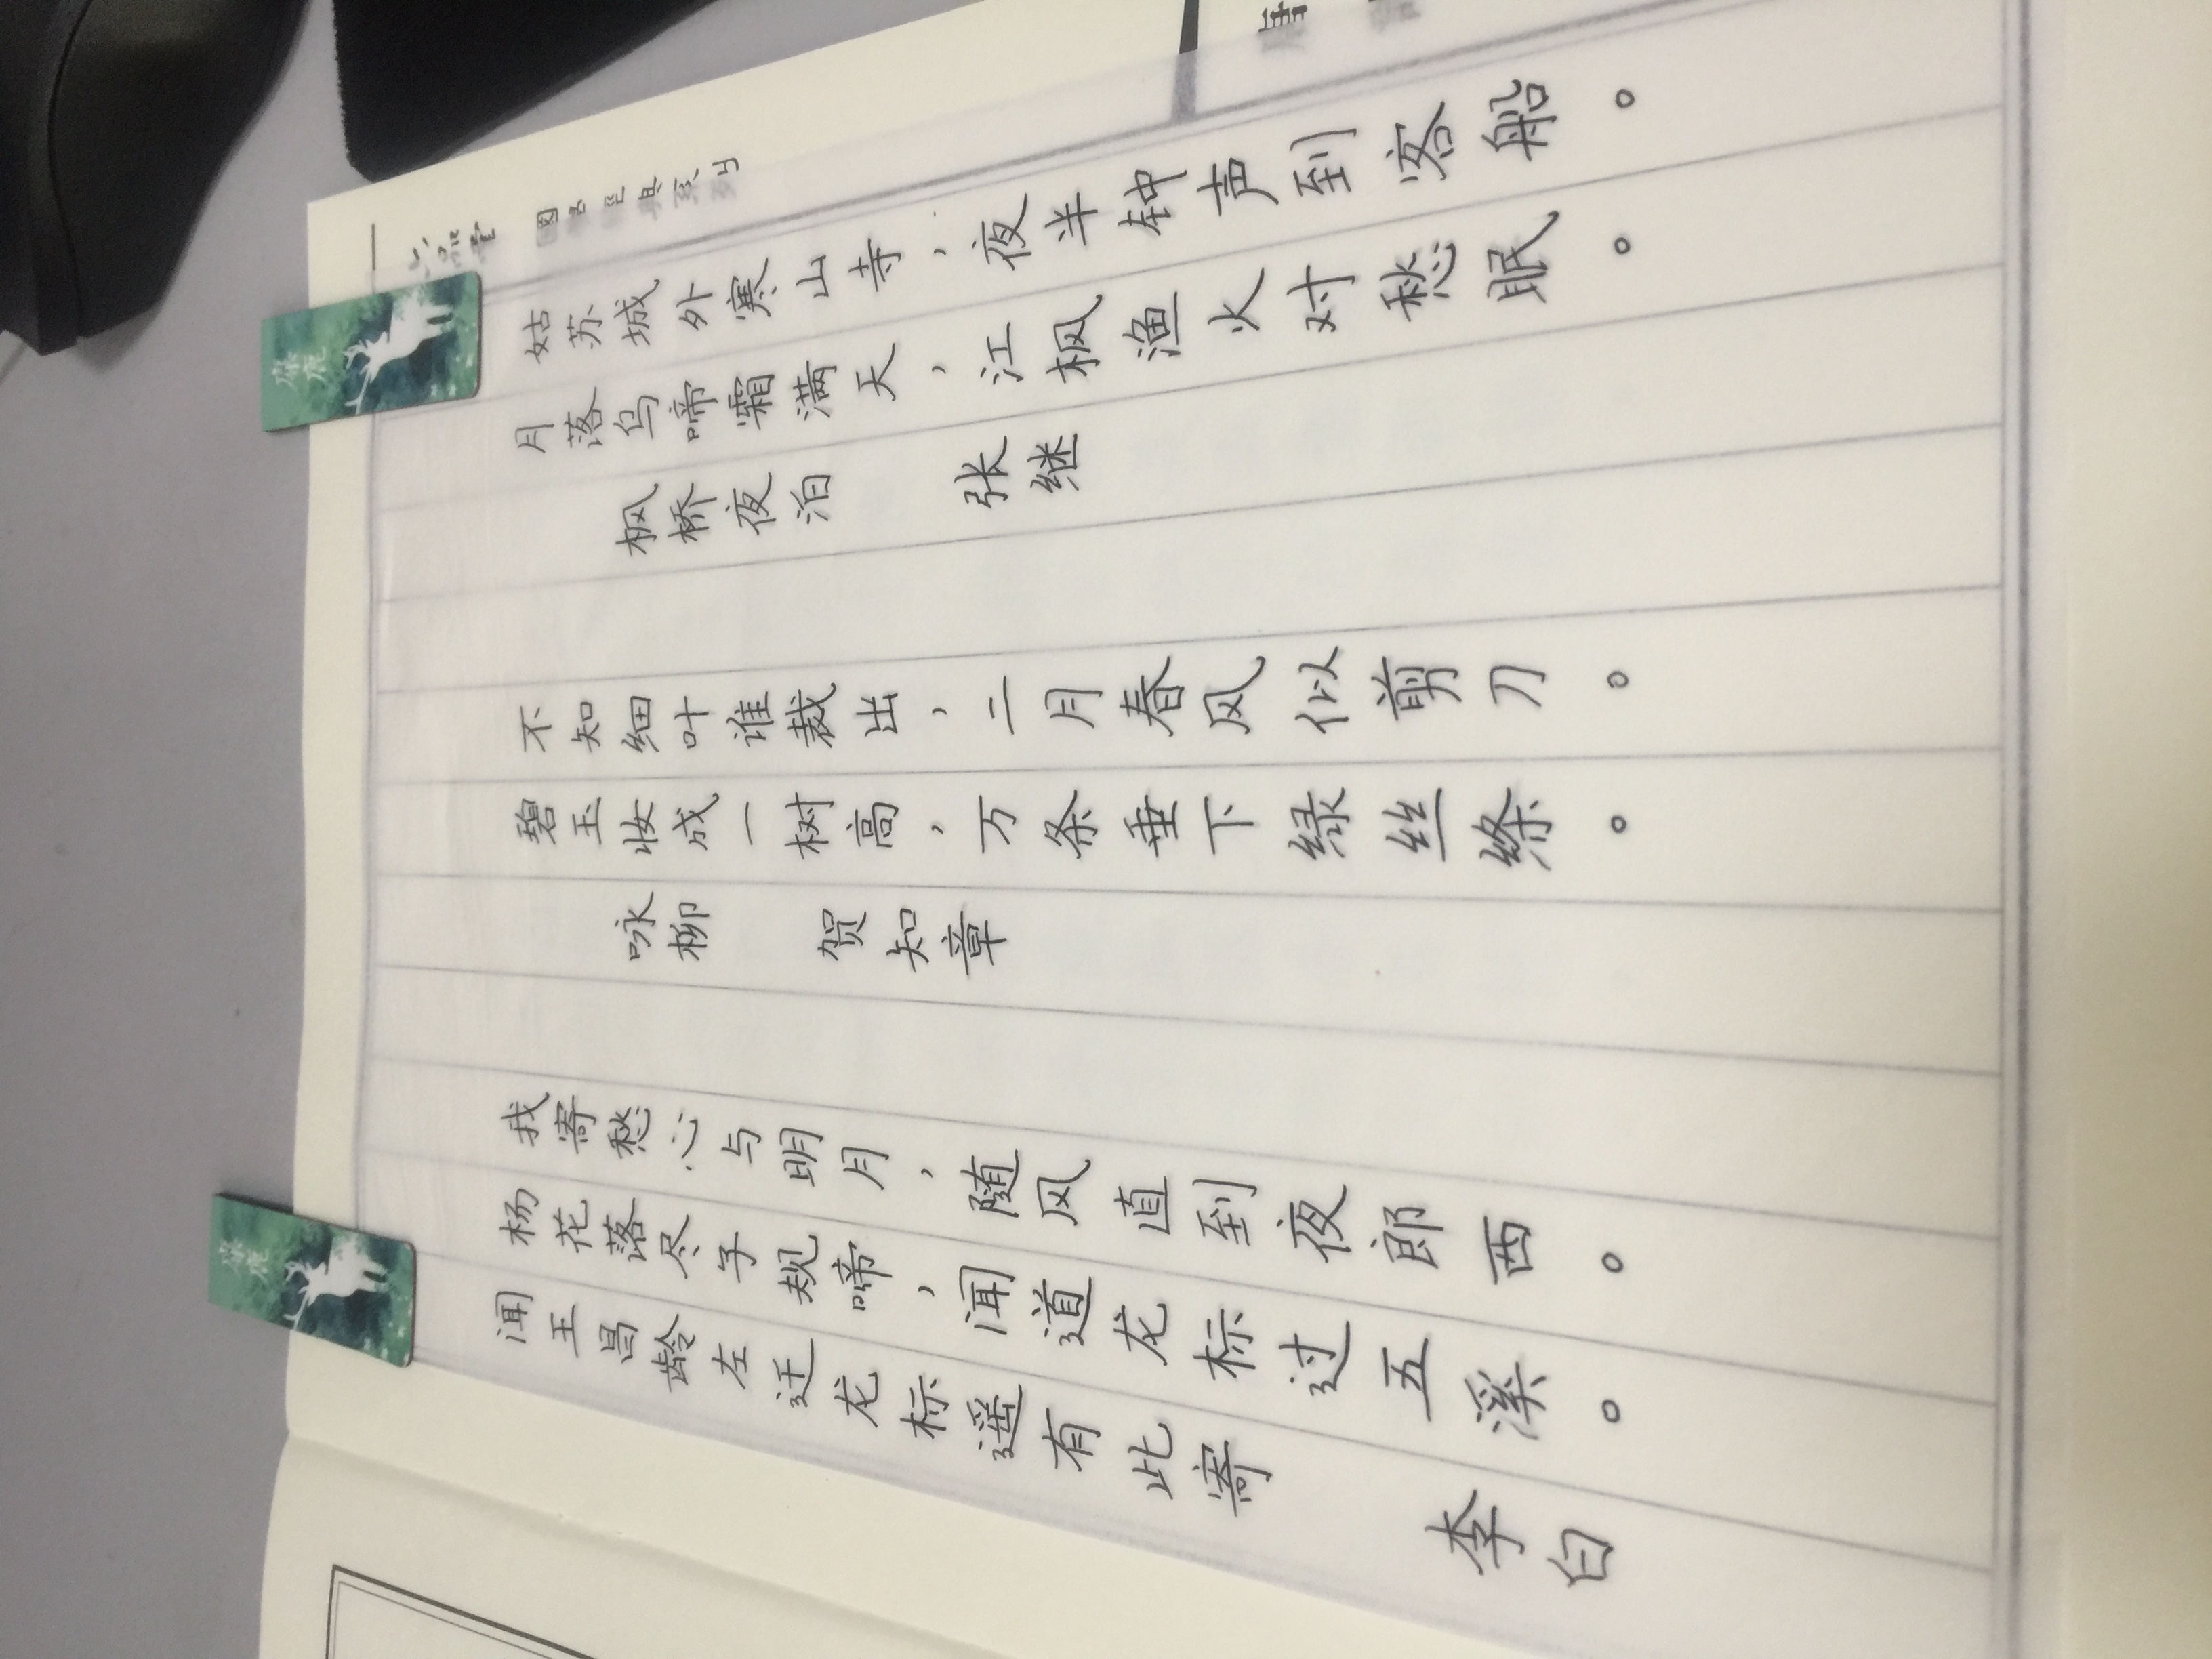 闻王昌龄左迁龙标遥有此寄 李白
杨花落尽子规啼，闻道龙标过五溪。
我寄愁心与明月，随风直到夜郎西。
咏柳 贺知章
碧玉妆成一树高，万条垂下绿丝绦。
不知细叶谁裁出，二月春风似剪刀。
枫桥夜泊 张继
月落乌啼霜满天，江枫渔火对愁眠。
姑苏城外寒山寺，夜半钟声到客船。
麋鹿
麋鹿
六品堂
經典系列